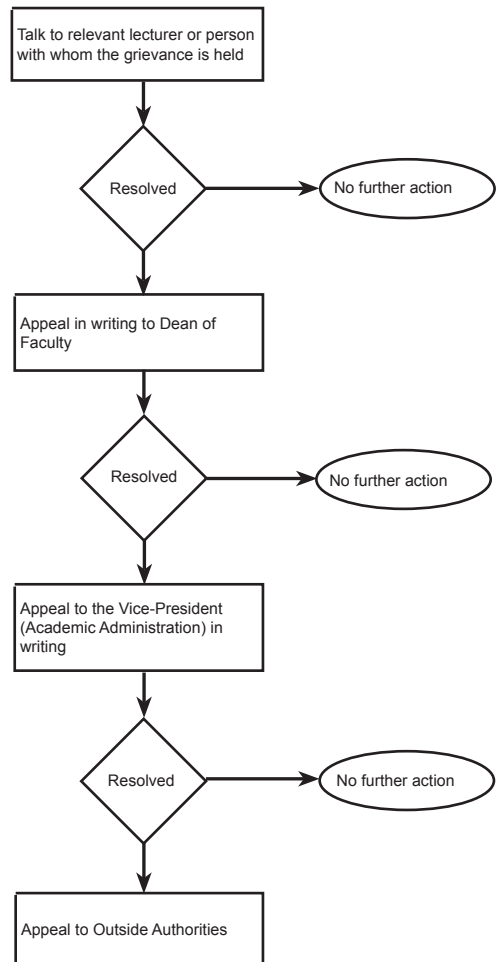 Talk to relevant lecturer or person
with whom the grievance is held
Resolved
No further action
Appeal in writing to Dean of
Faculty
Resolved
No further action
Appeal to the Vice-President
(Academic Administration) in
writing
Resolved
No further action
Appeal to Outside Authorities